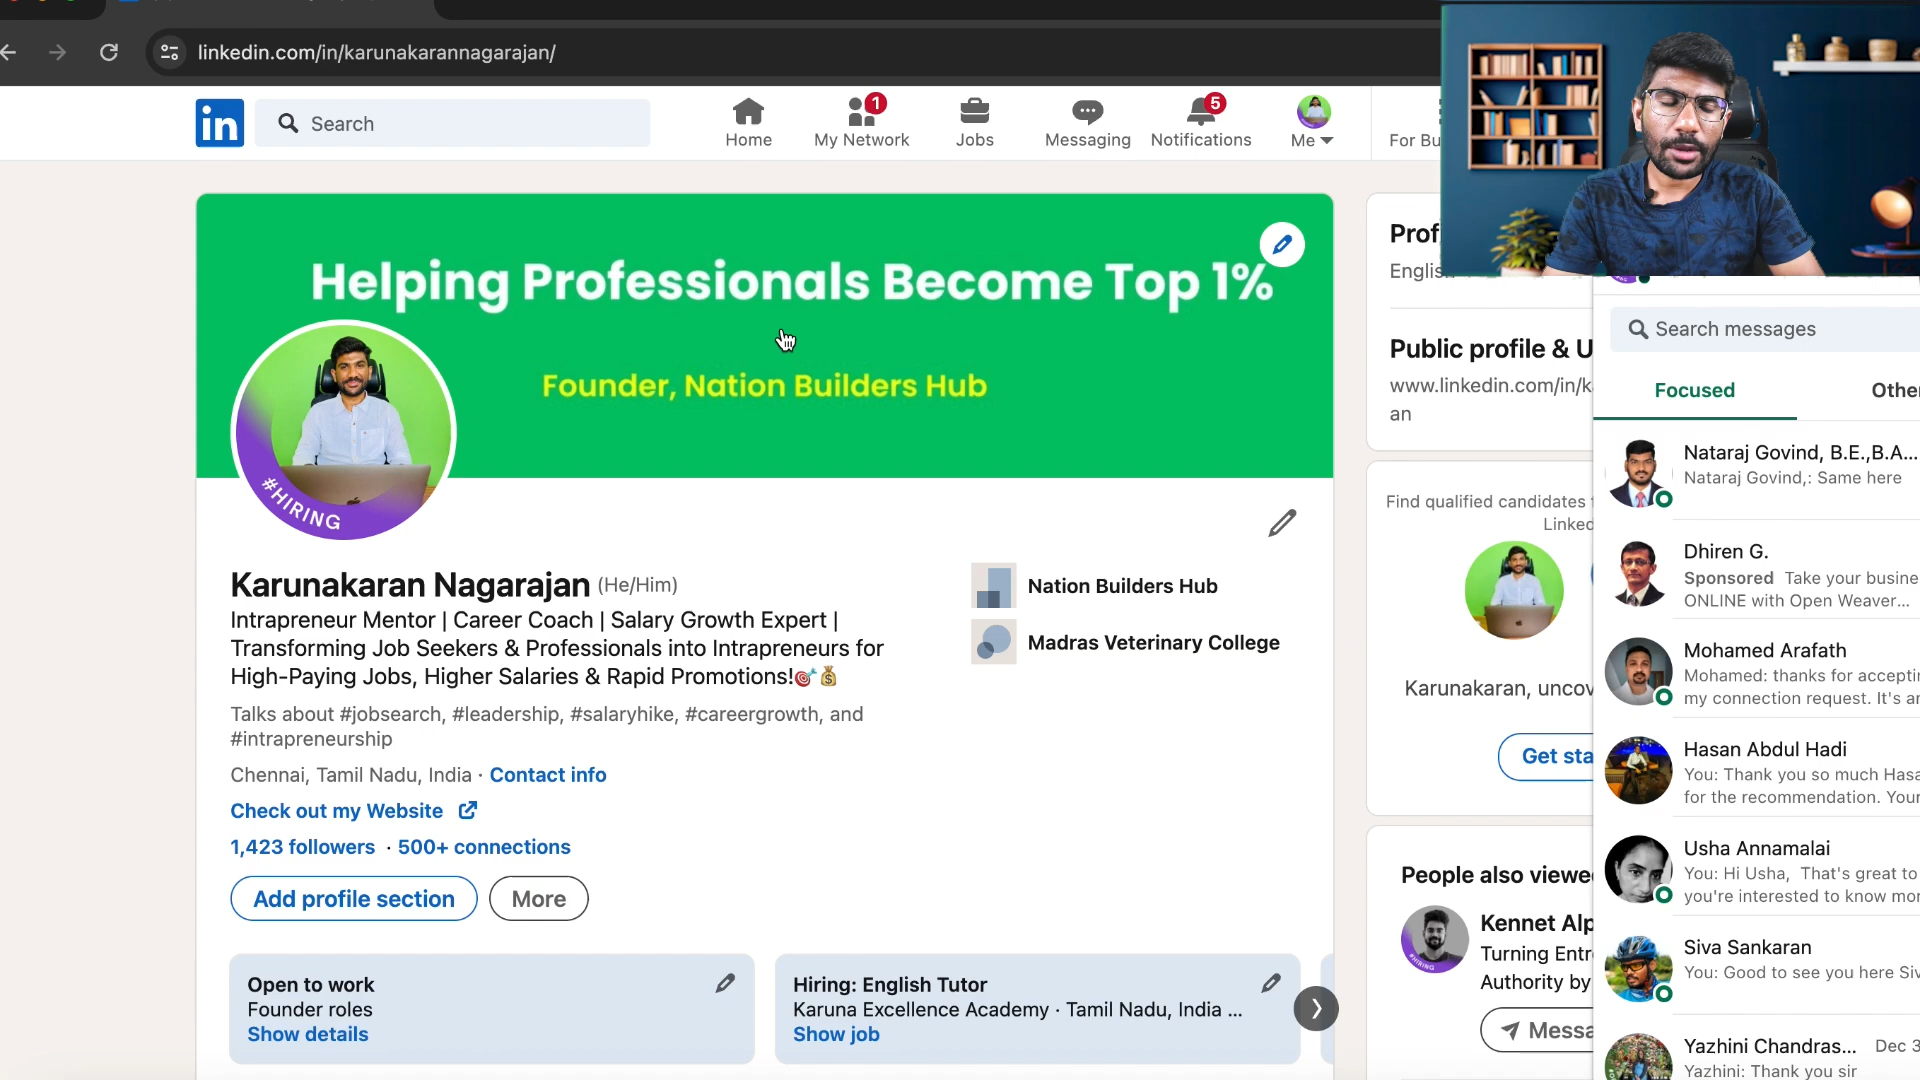 linkedin.com/in/karunakarannagarajan/
in
Search
Home
1
My Network
Jobs
Messaging
5
Notifications
Me
For Bu
Helping Professionals Become Top 1%
Founder, Nation Builders Hub
#HIRING
Karunakaran Nagarajan (He/Him)
Intrapreneur Mentor | Career Coach | Salary Growth Expert |
Transforming Job Seekers & Professionals into Intrapreneurs for
High-Paying Jobs, Higher Salaries & Rapid Promotions!🎯💰
Talks about #jobsearch, #leadership, #salaryhike, #careergrowth, and
#intrapreneurship
Chennai, Tamil Nadu, India · Contact info
Check out my Website
1,423 followers · 500+ connections
Add profile section
More
Nation Builders Hub
Madras Veterinary College
Open to work
Founder roles
Show details
Hiring: English Tutor
Karuna Excellence Academy · Tamil Nadu, India ...
Show job
Prof
Englis
Public profile & U
www.linkedin.com/in/k
an
Find qualified candidates
Linked
Karunakaran, uncov
Get sta
People also viewe
Kennet Alp
Turning Entr
Authority by
#HIRING
Messa
Search messages
Focused
Other
Nataraj Govind, B.E.,B.A...
Nataraj Govind,: Same here
Dhiren G.
Sponsored Take your busine
ONLINE with Open Weaver...
Mohamed Arafath
Mohamed: thanks for accepti
my connection request. It's a
Hasan Abdul Hadi
You: Thank you so much Hasa
for the recommendation. Your
Usha Annamalai
You: Hi Usha, That's great to
you're interested to know mor
Siva Sankaran
You: Good to see you here Siv
Yazhini Chandras... Dec 3
Yazhini: Thank you sir